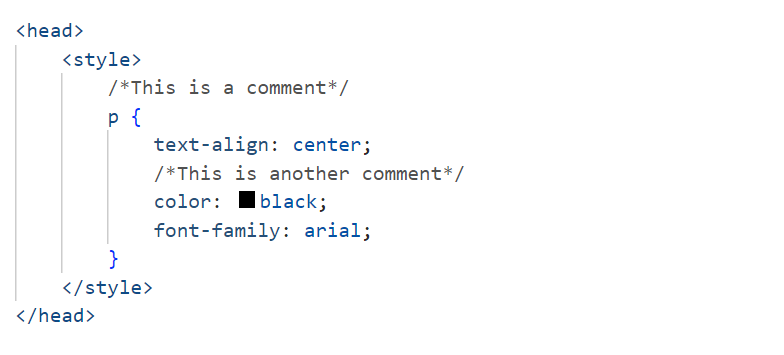 <head>
<style>
/*This is a comment*/
p {
text-align: center;
/*This is another comment*/
color: black;
font-family: arial;
}
</style>
</head>